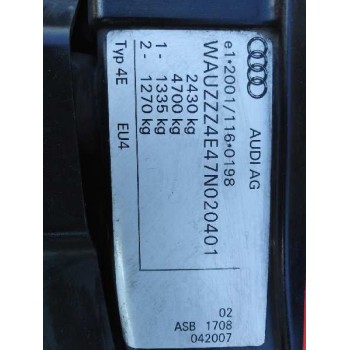 AUDI AG
e1*2001/116*0198
WAUZZZ4E47N020401
2430 kg
4700 kg
1- 1335 kg
2- 1270 kg
Typ 4E EU4
02
ASB 1708
042007